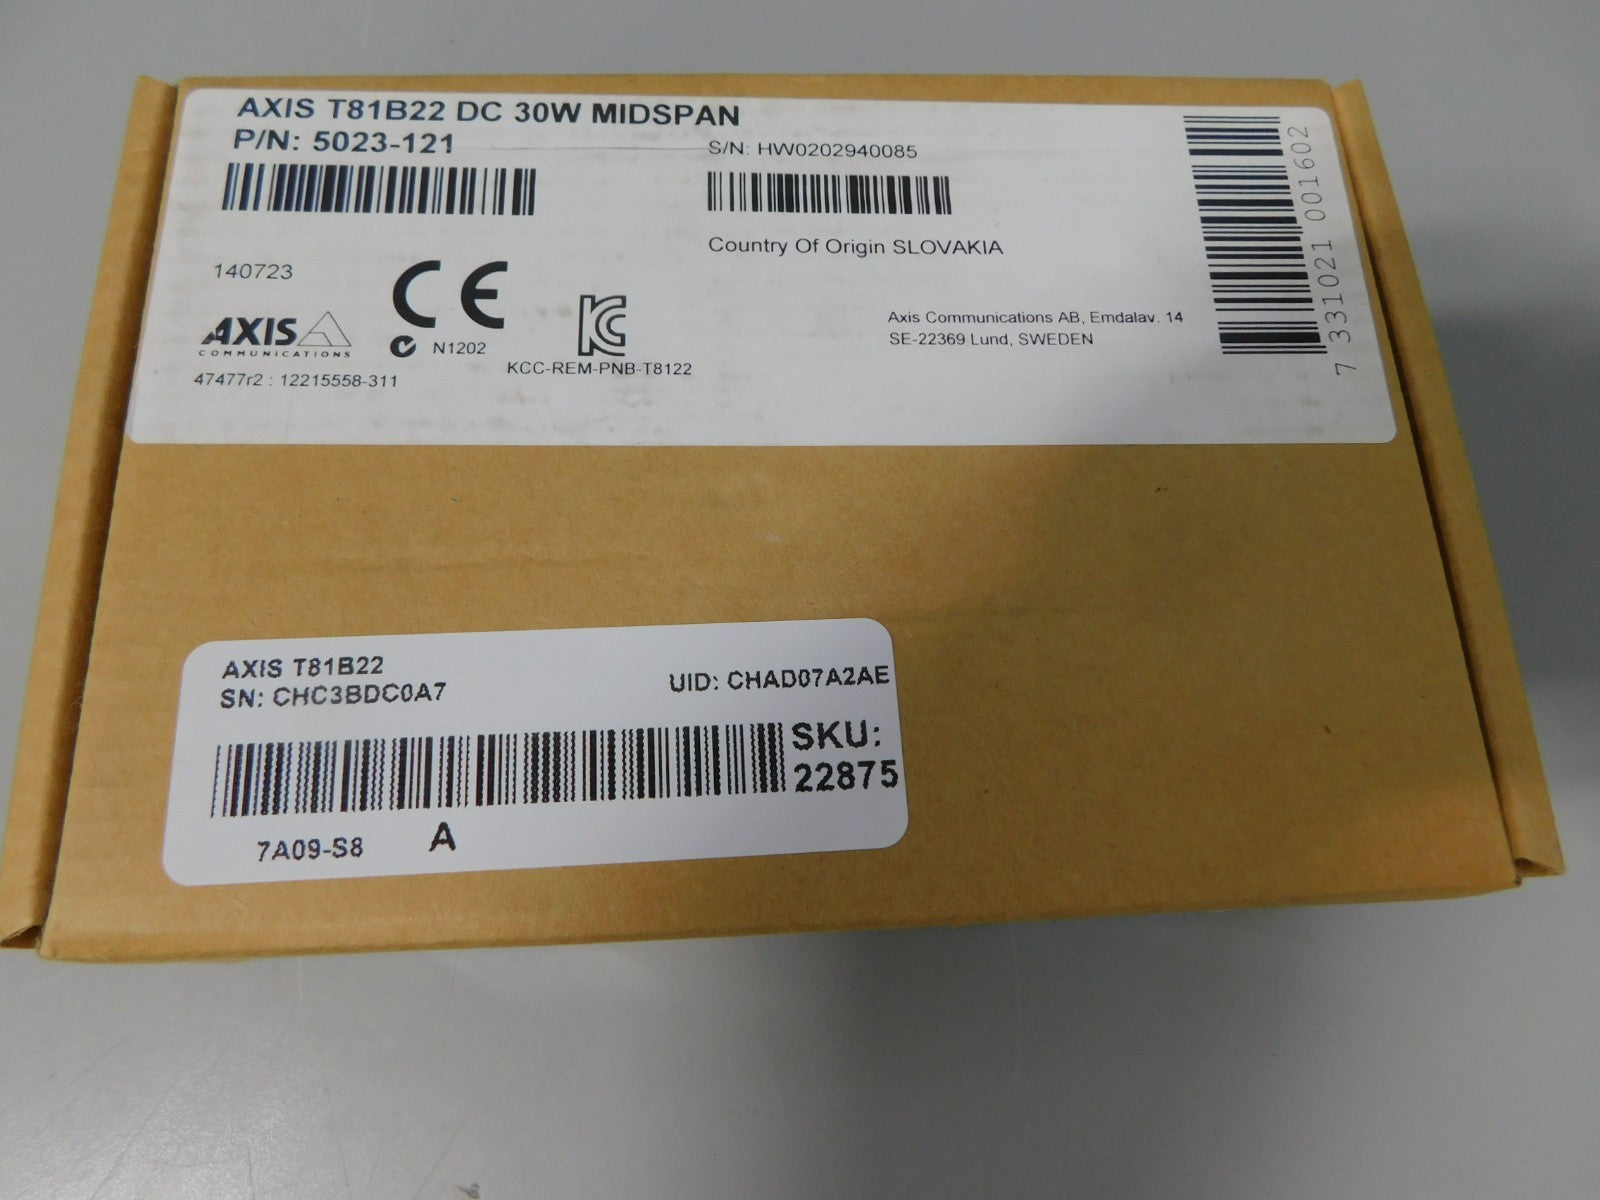 AXIS T81B22 DC 30W MIDSPAN
P/N: 5023-121
S/N: HW0202940085
Country Of Origin SLOVAKIA
140723
CE
N1202
KCC-REM-PNB-T8122
AXIS
COMMUNICATIONS
47477r2 : 12215558-311
Axis Communications AB, Emdalav. 14
SE-22369 Lund, SWEDEN
7 331021 001602
AXIS T81B22
SN: CHC3BDC0A7
UID: CHAD07A2AE
SKU:
22875
7A09-S8 A